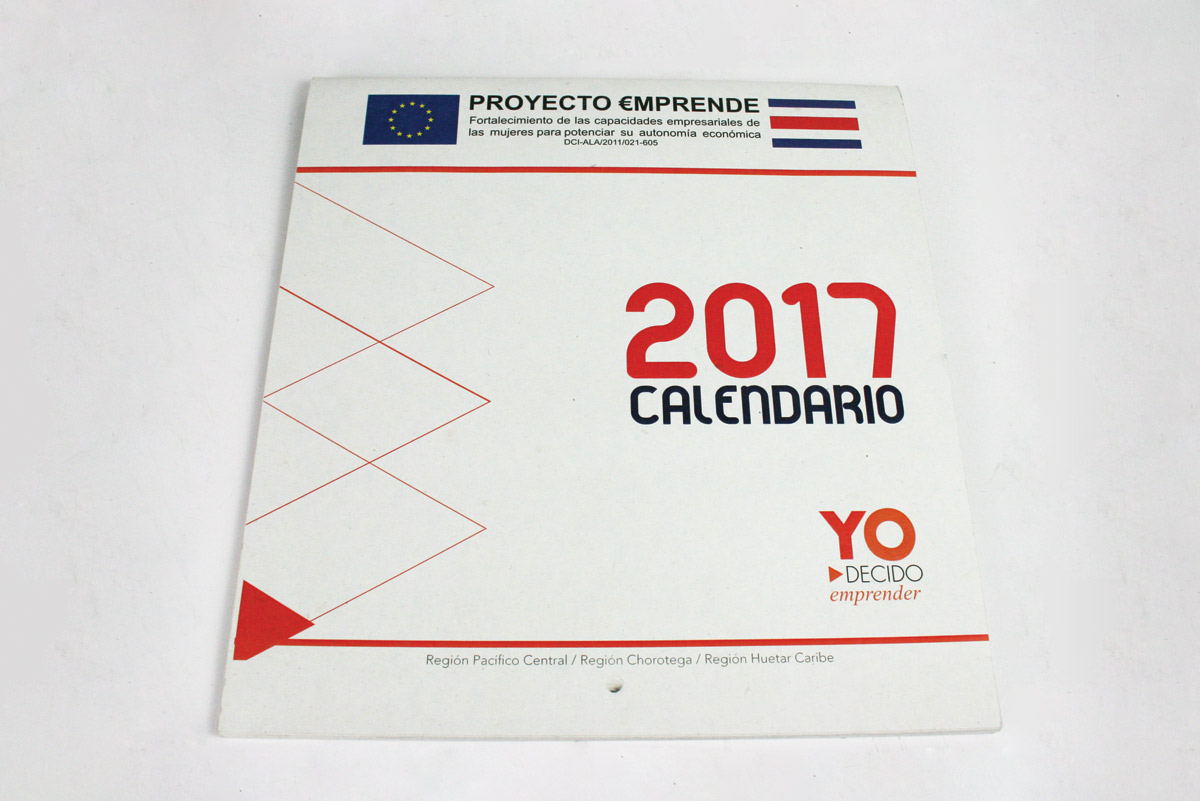 PROYECTO €MPRENDE
Fortalecimiento de las capacidades empresariales de
las mujeres para potenciar su autonomía económica
DCI-ALA/2011/021-605
2017
CALENDARIO
YO
DECIDO
emprender
Región Pacífico Central / Región Chorotega / Región Huetar Caribe